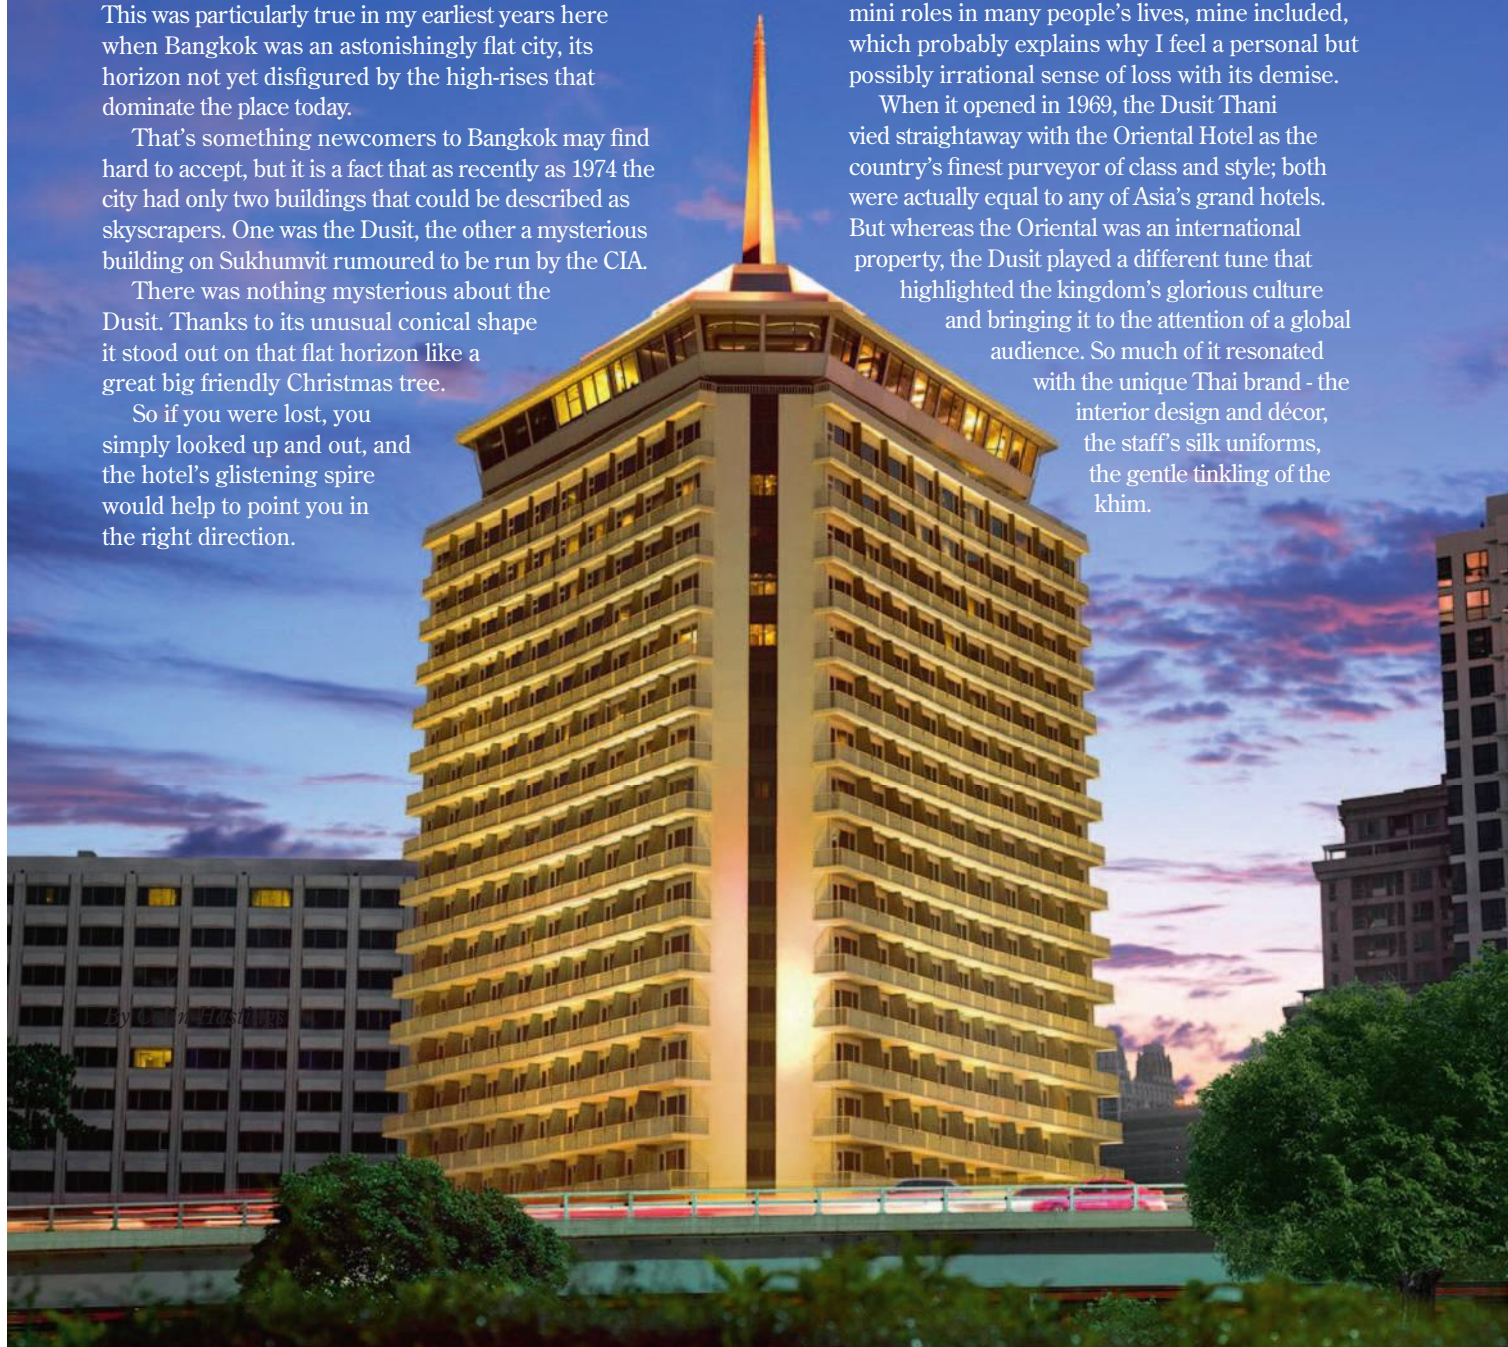 This was particularly true in my earliest years here
when Bangkok was an astonishingly flat city, its
horizon not yet disfigured by the high-rises that
dominate the place today.
That’s something newcomers to Bangkok may find
hard to accept, but it is a fact that as recently as 1974 the
city had only two buildings that could be described as
skyscrapers. One was the Dusit, the other a mysterious
building on Sukhumvit rumoured to be run by the CIA.
There was nothing mysterious about the
Dusit. Thanks to its unusual conical shape
it stood out on that flat horizon like a
great big friendly Christmas tree.
So if you were lost, you
simply looked up and out, and
the hotel’s glistening spire
would help to point you in
the right direction.
mini roles in many people’s lives, mine included,
which probably explains why I feel a personal but
possibly irrational sense of loss with its demise.
When it opened in 1969, the Dusit Thani
vied straightaway with the Oriental Hotel as the
country’s finest purveyor of class and style; both
were actually equal to any of Asia’s grand hotels.
But whereas the Oriental was an international
property, the Dusit played a different tune that
highlighted the kingdom’s glorious culture
and bringing it to the attention of a global
audience. So much of it resonated
with the unique Thai brand - the
interior design and décor,
the staff’s silk uniforms,
the gentle tinkling of the
khim.
By Colin Hastings